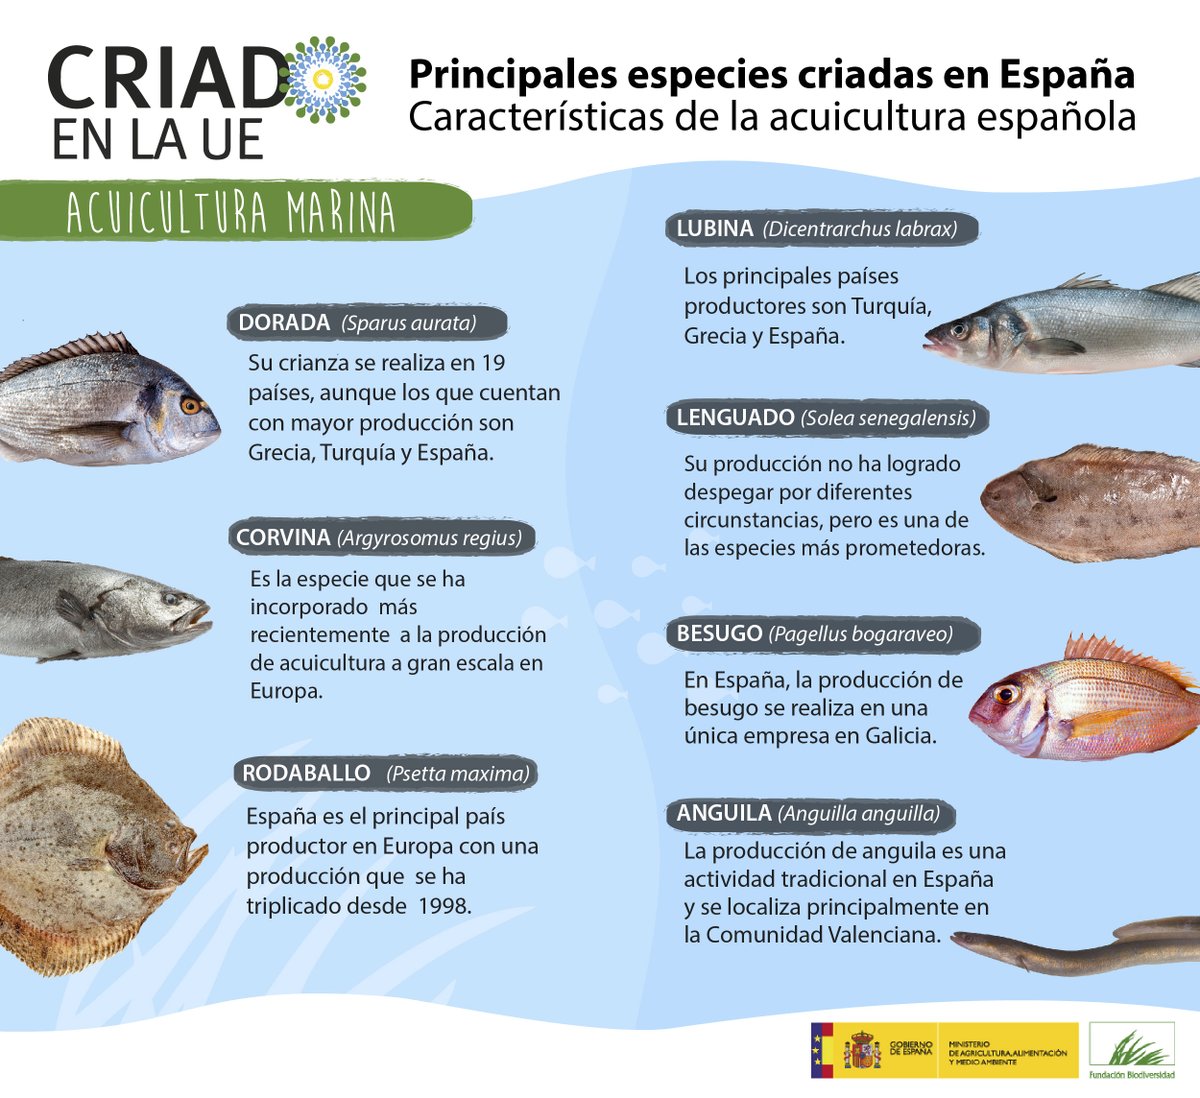 CRIADO
EN LA UE
Principales especies criadas en España
Características de la acuicultura española
ACUICULTURA MARINA
DORADA (Sparus aurata)
Su crianza se realiza en 19
países, aunque los que cuentan
con mayor producción son
Grecia, Turquía y España.
CORVINA (Argyrosomus regius)
Es la especie que se ha
incorporado más
recientemente a la producción
de acuicultura a gran escala en
Europa.
RODABALLO (Psetta maxima)
España es el principal país
productor en Europa con una
producción que se ha
triplicado desde 1998.
LUBINA (Dicentrarchus labrax)
Los principales países
productores son Turquía,
Grecia y España.
LENGUADO (Solea senegalensis)
Su producción no ha logrado
despegar por diferentes
circunstancias, pero es una de
las especies más prometedoras.
BESUGO (Pagellus bogaraveo)
En España, la producción de
besugo se realiza en una
única empresa en Galicia.
ANGUILA (Anguilla anguilla)
La producción de anguila es una
actividad tradicional en España
y se localiza principalmente en
la Comunidad Valenciana.
GOBIERNO
DE ESPAÑA
MINISTERIO
DE AGRICULTURA, ALIMENTACIÓN
Y MEDIO AMBIENTE
Fundación Biodiversidad